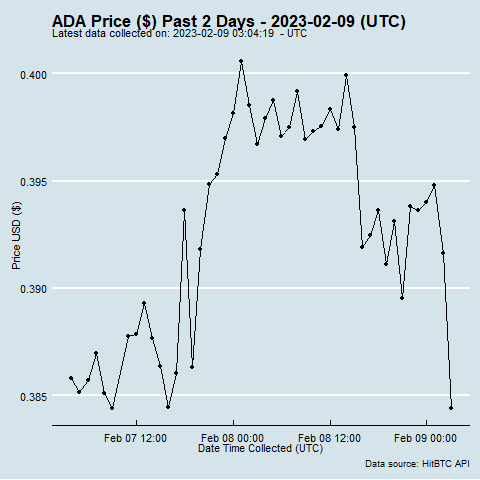 ADA Price ($) Past 2 Days - 2023-02-09 (UTC)
Latest data collected on: 2023-02-09 03:04:19  - UTC
0.400
0.395
Price USD ($)
0.390
0.385
Feb 07 12:00
Feb 08 00:00
Feb 08 12:00
Feb 09 00:00
Date Time Collected (UTC)
Data source: HitBTC API